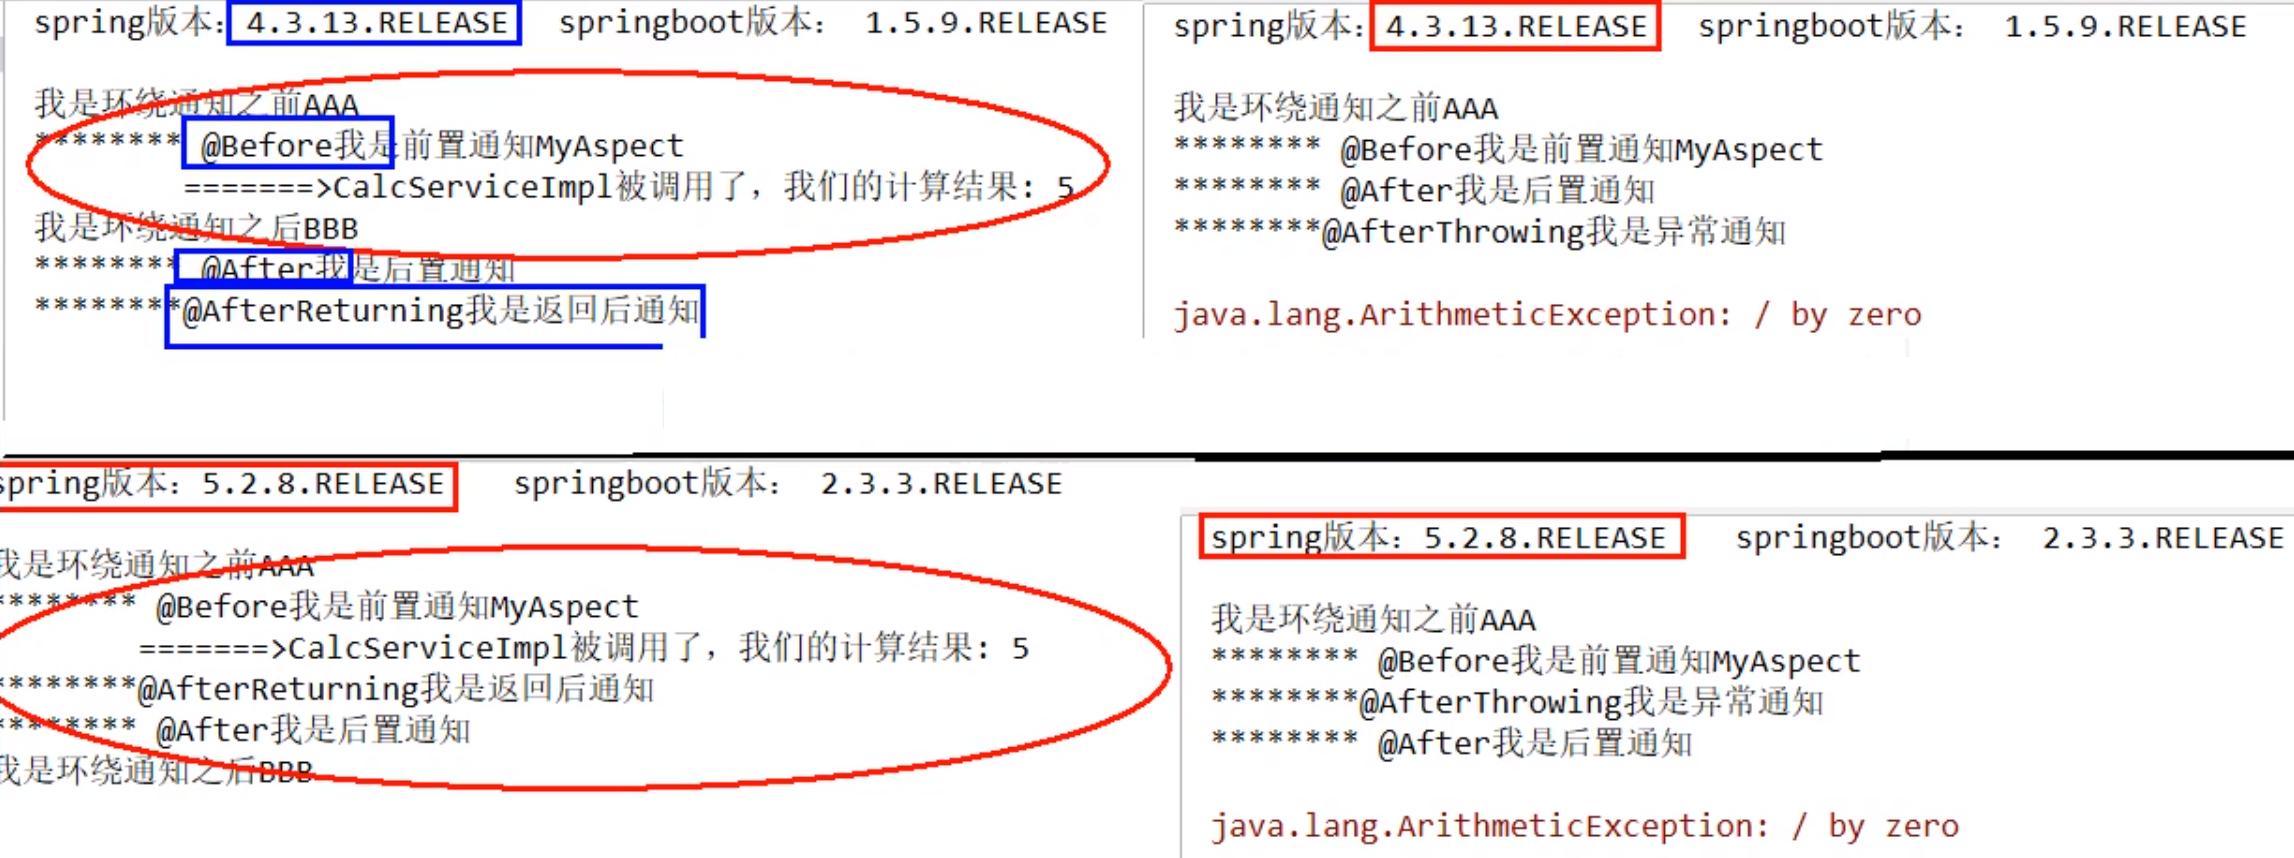 spring版本：4.3.13.RELEASE springboot版本： 1.5.9.RELEASE
我是环绕通知之前AAA
******** @Before我是前置通知MyAspect
=======>CalcServiceImpl被调用了，我们的计算结果：5
我是环绕通知之后BBB
******** @After我是后置通知
********@AfterReturning我是返回后通知
spring版本：4.3.13.RELEASE springboot版本： 1.5.9.RELEASE
我是环绕通知之前AAA
******** @Before我是前置通知MyAspect
******** @After我是后置通知
********@AfterThrowing我是异常通知
java.lang.ArithmeticException: / by zero
spring版本：5.2.8.RELEASE springboot版本： 2.3.3.RELEASE
我是环绕通知之前AAA
******** @Before我是前置通知MyAspect
=======>CalcServiceImpl被调用了，我们的计算结果：5
********@AfterReturning我是返回后通知
******** @After我是后置通知
我是环绕通知之后BBB
spring版本：5.2.8.RELEASE springboot版本： 2.3.3.RELEASE
我是环绕通知之前AAA
******** @Before我是前置通知MyAspect
********@AfterThrowing我是异常通知
******** @After我是后置通知
java.lang.ArithmeticException: / by zero